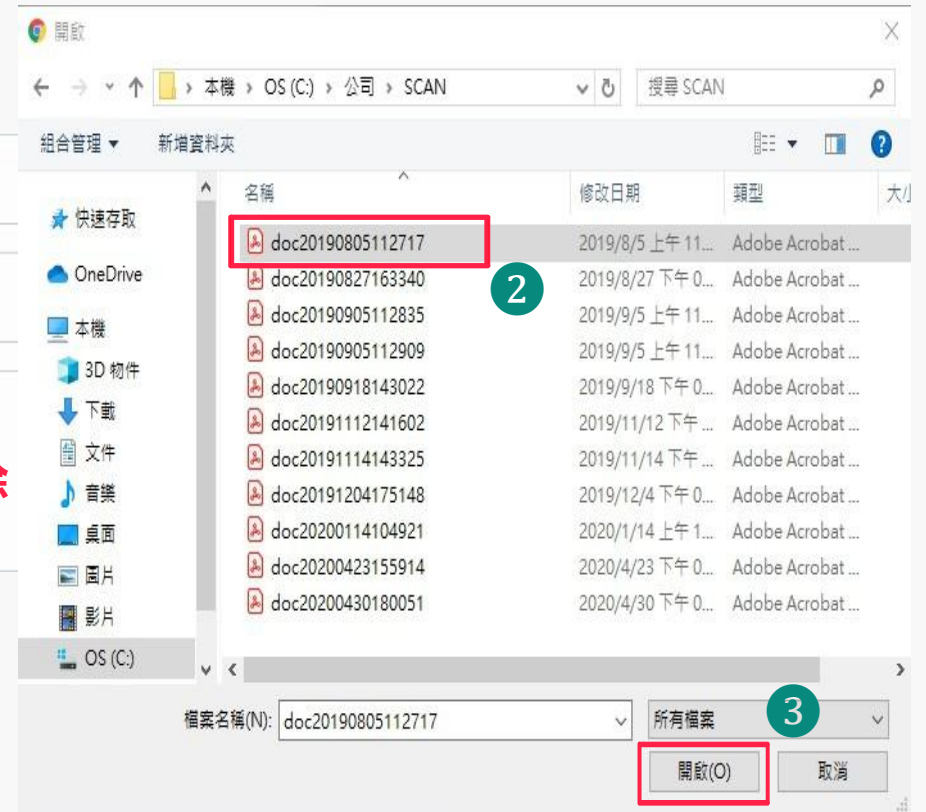 開啟
本機 › OS (C:) › 公司 › SCAN
搜尋 SCAN
組合管理 新增資料夾
名稱 修改日期 類型 大小
快速存取
OneDrive
本機
3D 物件
下載
文件
音樂
桌面
圖片
影片
OS (C:)
doc20190805112717 2019/8/5 上午 11... Adobe Acrobat ...
2
doc20190827163340 2019/8/27 下午 0... Adobe Acrobat ...
doc20190905112835 2019/9/5 上午 11... Adobe Acrobat ...
doc20190905112909 2019/9/5 上午 11... Adobe Acrobat ...
doc20190918143022 2019/9/18 下午 0... Adobe Acrobat ...
doc20191112141602 2019/11/12 下午 ... Adobe Acrobat ...
doc20191114143325 2019/11/14 下午 ... Adobe Acrobat ...
doc20191204175148 2019/12/4 下午 0... Adobe Acrobat ...
doc20200114104921 2020/1/14 上午 1... Adobe Acrobat ...
doc20200423155914 2020/4/23 下午 0... Adobe Acrobat ...
doc20200430180051 2020/4/30 下午 0... Adobe Acrobat ...
檔案名稱(N): doc20190805112717 所有檔案
3
開啟(O) 取消